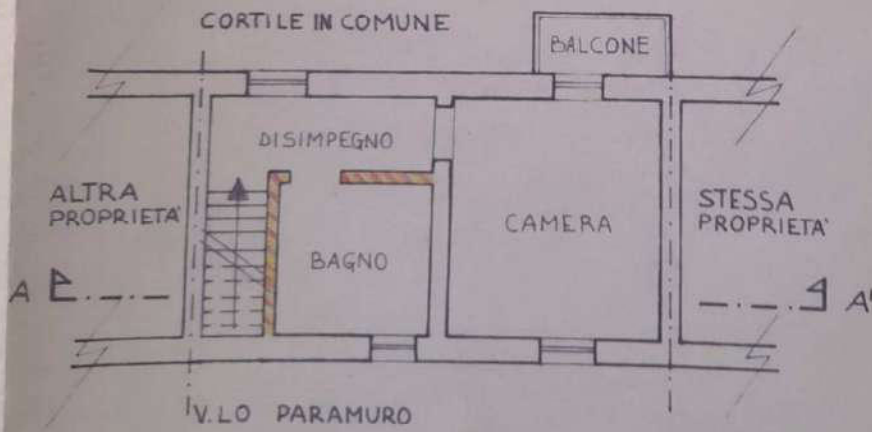 CORTILE IN COMUNE
BALCONE
DISIMPEGNO
ALTRA
PROPRIETA'
STESSA
PROPRIETA'
CAMERA
BAGNO
A
A'
V.LO PARAMURO